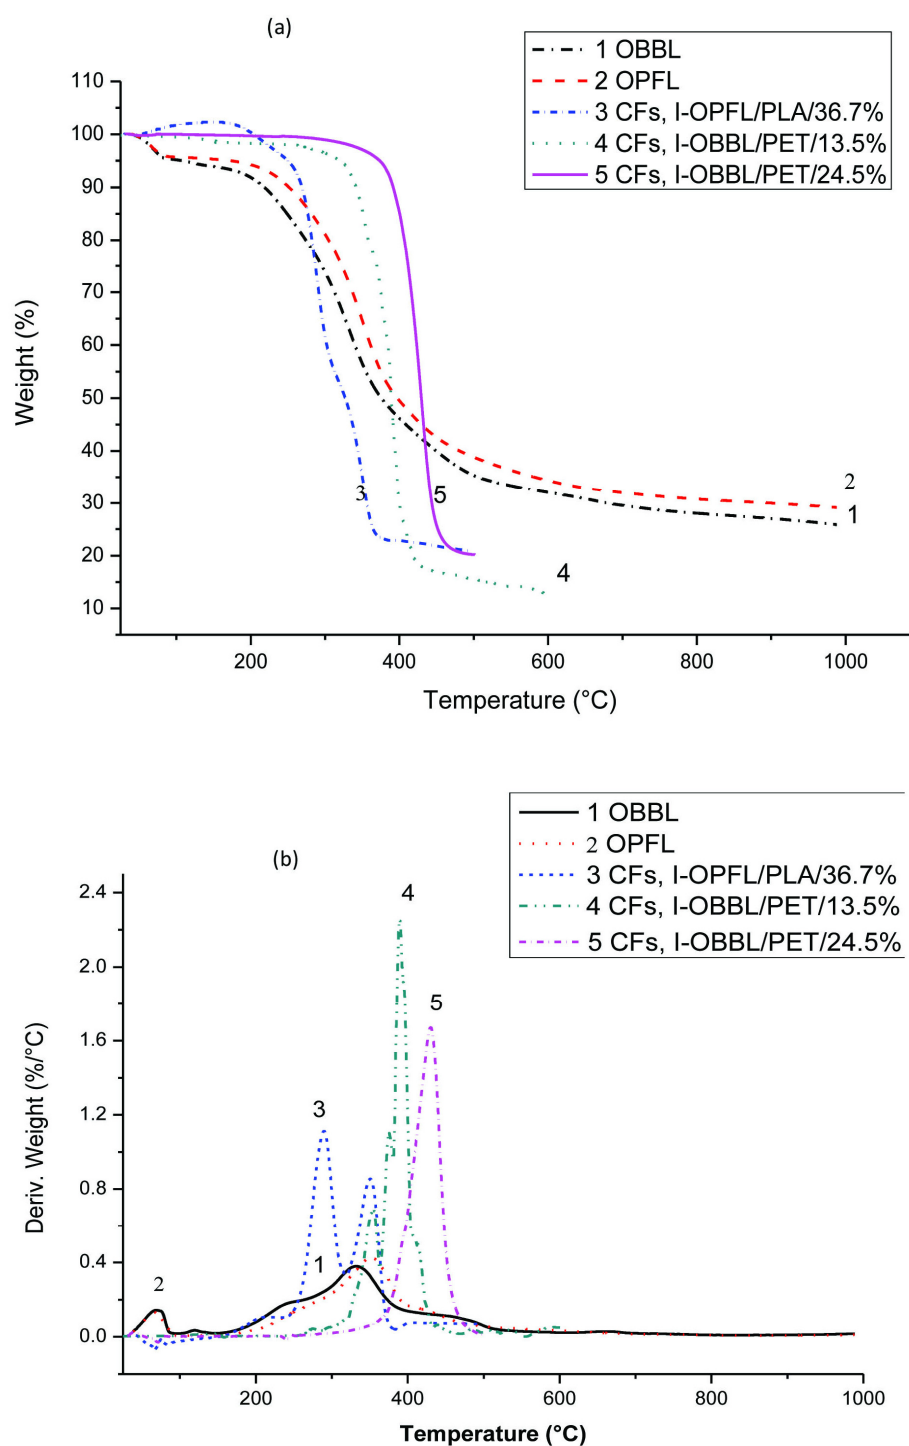 (a)
1 OBBL
2 OPFL
3 CFs, I-OPFL/PLA/36.7%
4 CFs, I-OBBL/PET/13.5%
5 CFs, I-OBBL/PET/24.5%
110
100
90
80
70
60
50
40
30
20
10
Weight (%)
3
5
2
1
4
200
400
600
800
1000
Temperature (°C)
(b)
1 OBBL
2 OPFL
3 CFs, I-OPFL/PLA/36.7%
4 CFs, I-OBBL/PET/13.5%
5 CFs, I-OBBL/PET/24.5%
2.4
2.0
1.6
1.2
0.8
0.4
0.0
Deriv. Weight (%/°C)
4
5
3
1
2
200
400
600
800
1000
Temperature (°C)